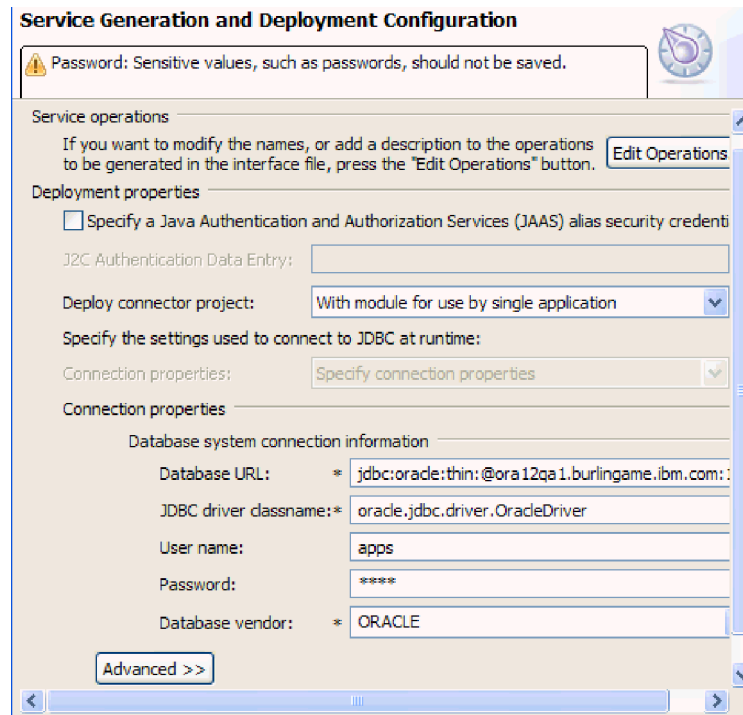 Service Generation and Deployment Configuration
Password: Sensitive values, such as passwords, should not be saved.
Service operations
If you want to modify the names, or add a description to the operations
to be generated in the interface file, press the "Edit Operations" button.
Edit Operations
Deployment properties
Specify a Java Authentication and Authorization Services (JAAS) alias security credenti
J2C Authentication Data Entry:
Deploy connector project: With module for use by single application
Specify the settings used to connect to JDBC at runtime:
Connection properties: Specify connection properties
Connection properties
Database system connection information
Database URL: * jdbc:oracle:thin:@ora12qa1.burlingame.ibm.com:1
JDBC driver classname:* oracle.jdbc.driver.OracleDriver
User name: apps
Password: ****
Database vendor: * ORACLE
Advanced >>